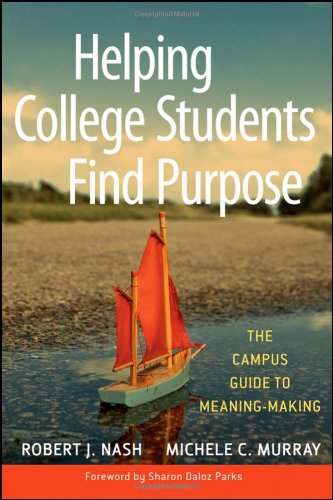 Helping
College Students
Find Purpose
THE
CAMPUS
GUIDE TO
MEANING-MAKING
ROBERT J. NASH MICHELE C. MURRAY
Foreword by Sharon Daloz Parks